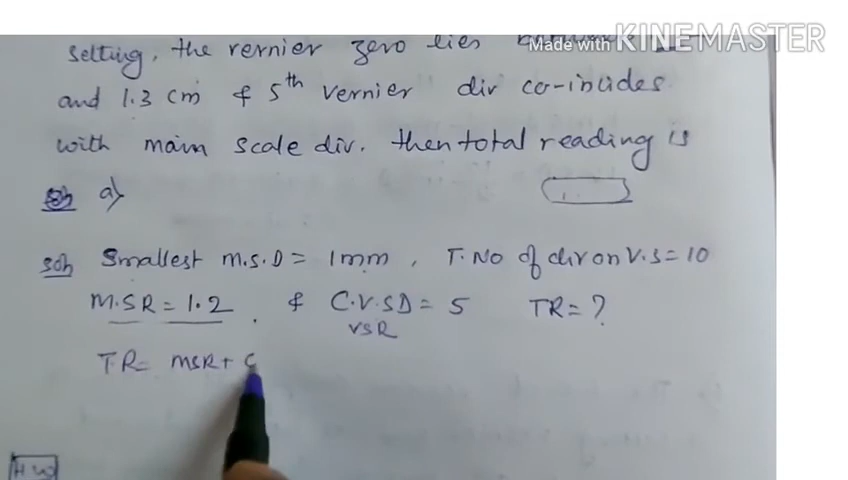 Made with KINEMASTER
setting, the vernier zero lies
and 1.3 cm & 5th vernier div co-incides
with main scale div. then total reading is
a)
Soln Smallest M.S.D = 1mm, T.No of div on V.S = 10
M.S.R = 1.2 & C.V.S D = 5 TR = ?
VSR
T.R = MSR + C
H.W